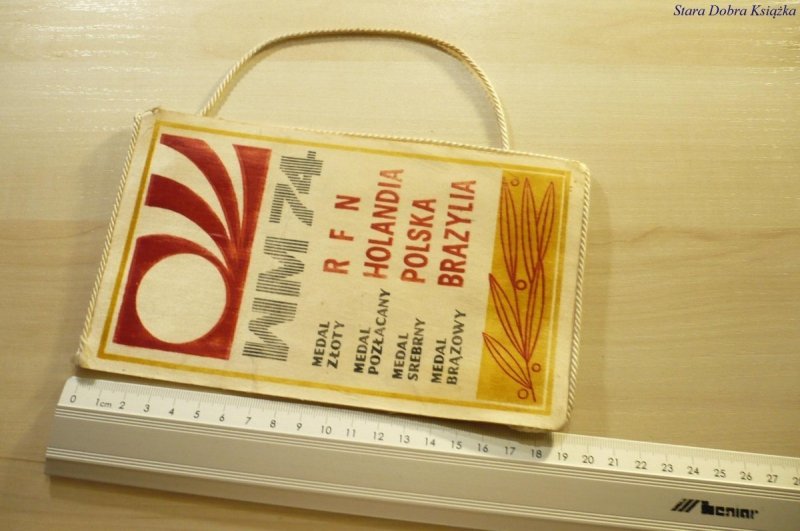 Stara Dobra Książka
WM 74
MEDAL
ZŁOTY
R F N
MEDAL
POZŁACANY
HOLANDIA
MEDAL
SREBRNY
POLSKA
MEDAL
BRĄZOWY
BRAZYLIA
0 1cm 2 3 4 5 6 7 8 9 10 11 12 13 14 15 16 17 18 19 20 21 22 23 24 25 26 27 28